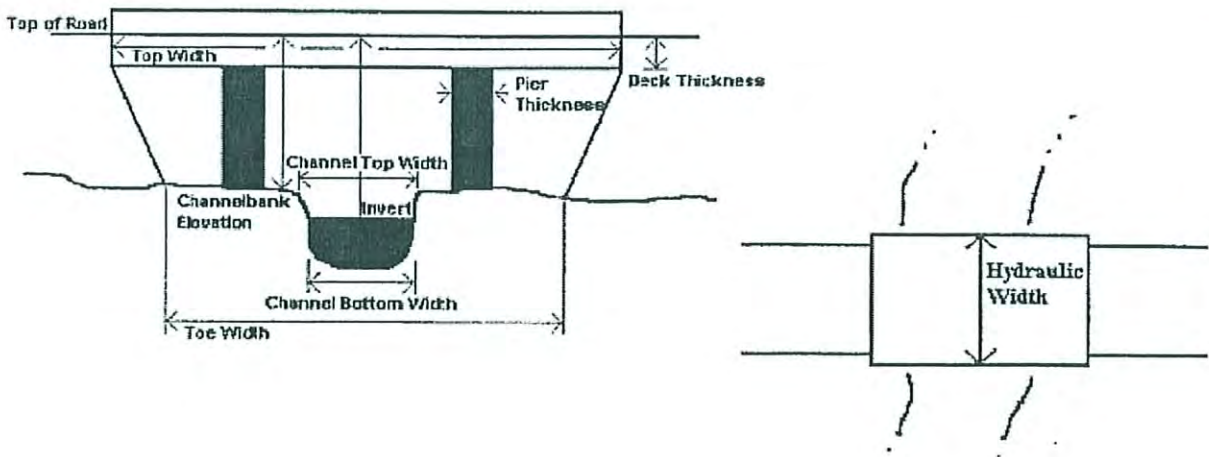 Top of Road
Top Width
Pier
Thickness
Deck Thickness
Channel Top Width
Channelbank
Elevation
Invert
Channel Bottom Width
Toe Width
Hydraulic
Width